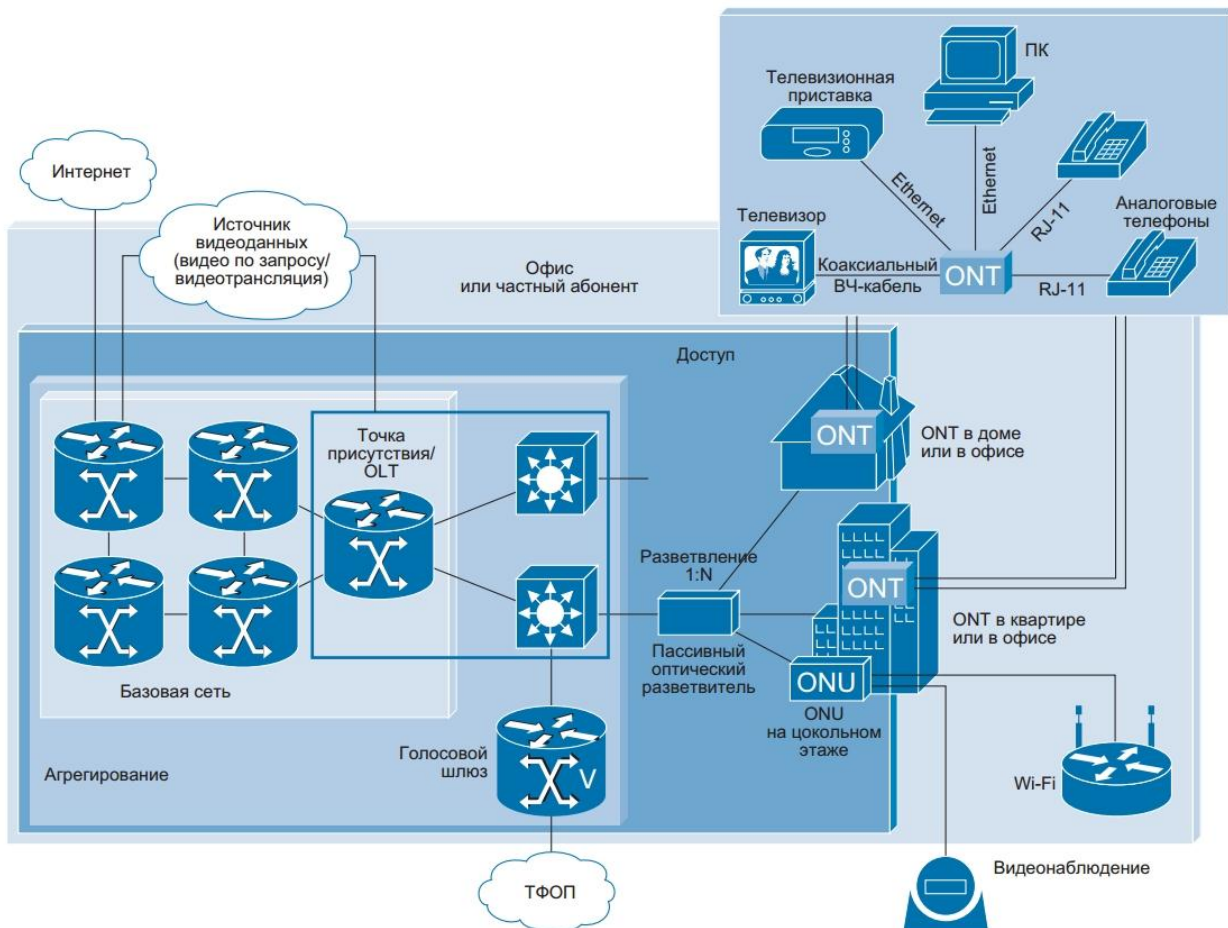 ПК
Телевизионная
приставка
Ethernet
Ethernet
RJ-11
Аналоговые
телефоны
Телевизор
Коаксиальный
ВЧ-кабель
ONT
RJ-11
Интернет
Источник
видеоданных
(видео по запросу/
видеотрансляция)
Офис
или частный абонент
Доступ
Точка
присутствия/
OLT
ONT
ONT в доме
или в офисе
Разветвление
1:N
ONT
ONT в квартире
или в офисе
Пассивный
оптический
разветвитель
ONU
ONU
на цокольном
этаже
Базовая сеть
Голосовой
шлюз
V
Агрегирование
Wi-Fi
ТФОП
Видеонаблюдение